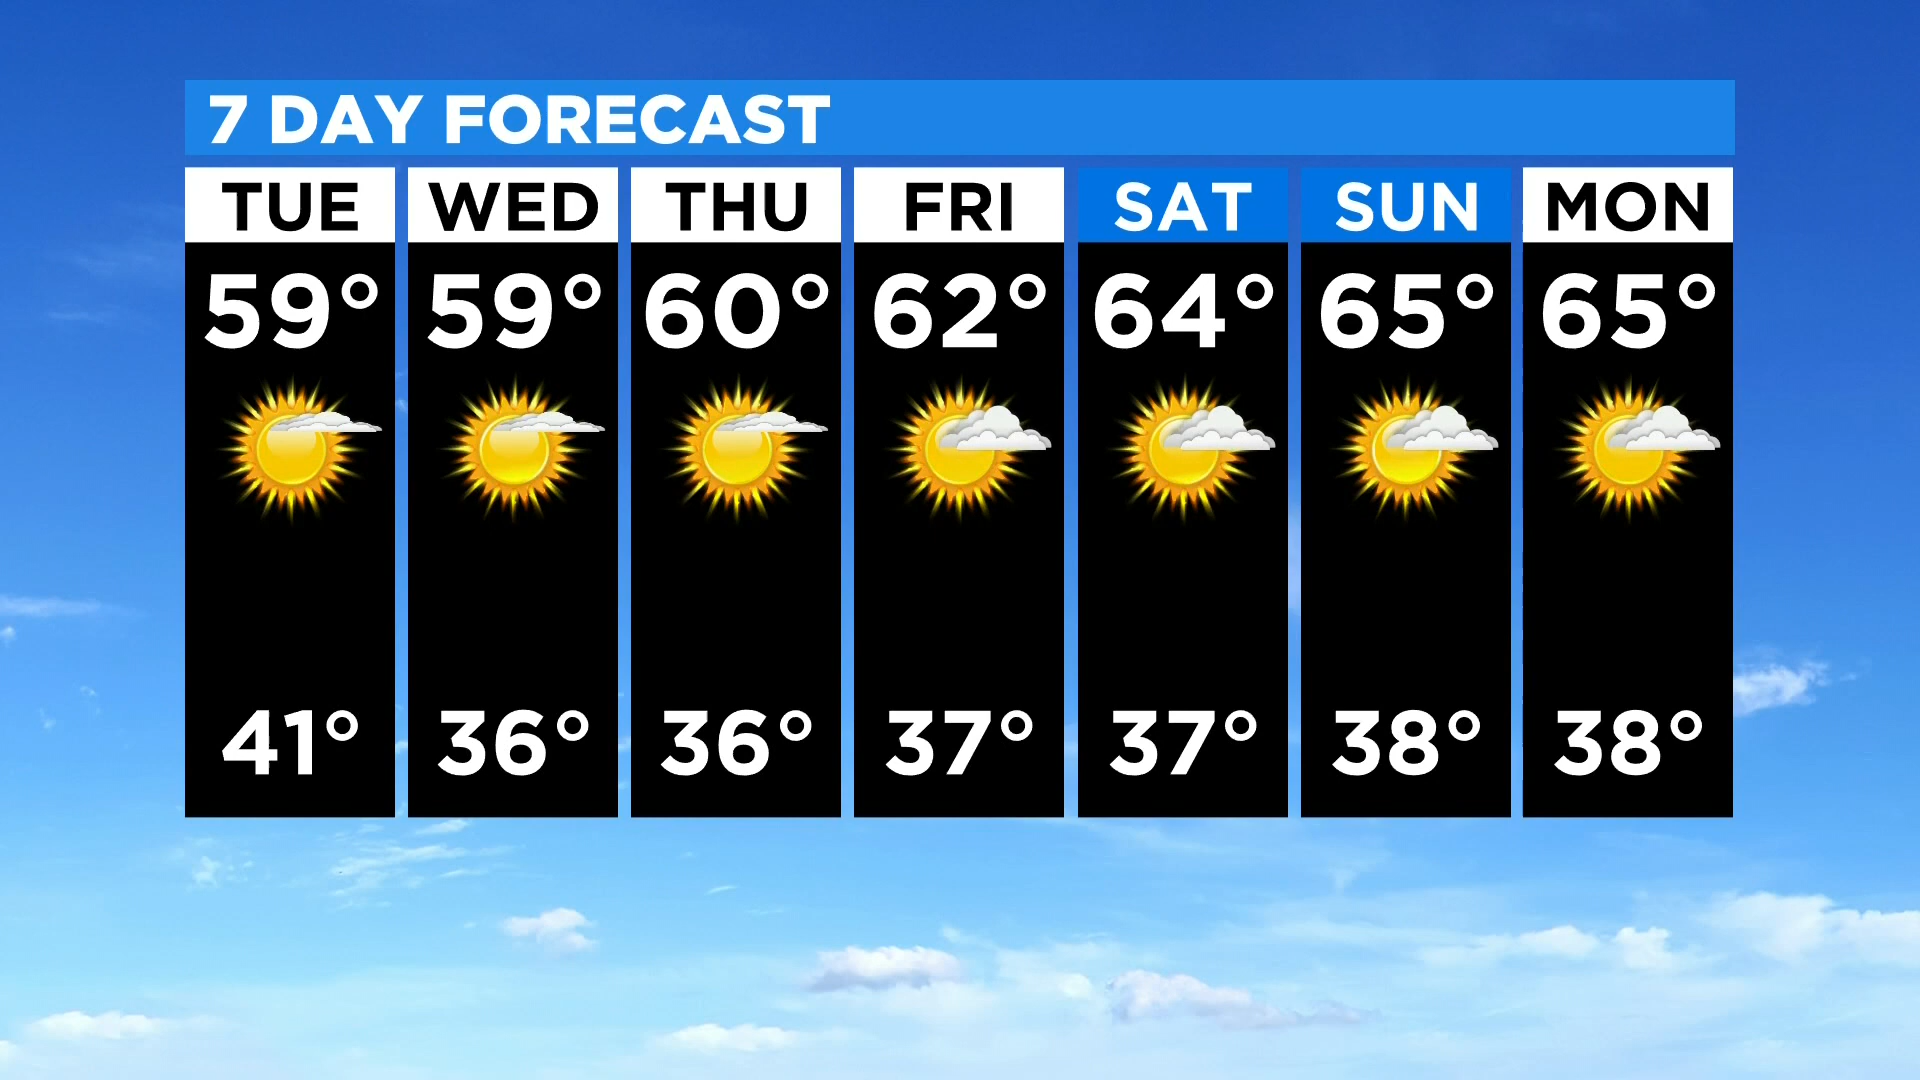 7 DAY FORECAST
TUE WED THU FRI SAT SUN MON
59° 59° 60° 62° 64° 65° 65°
41° 36° 36° 37° 37° 38° 38°